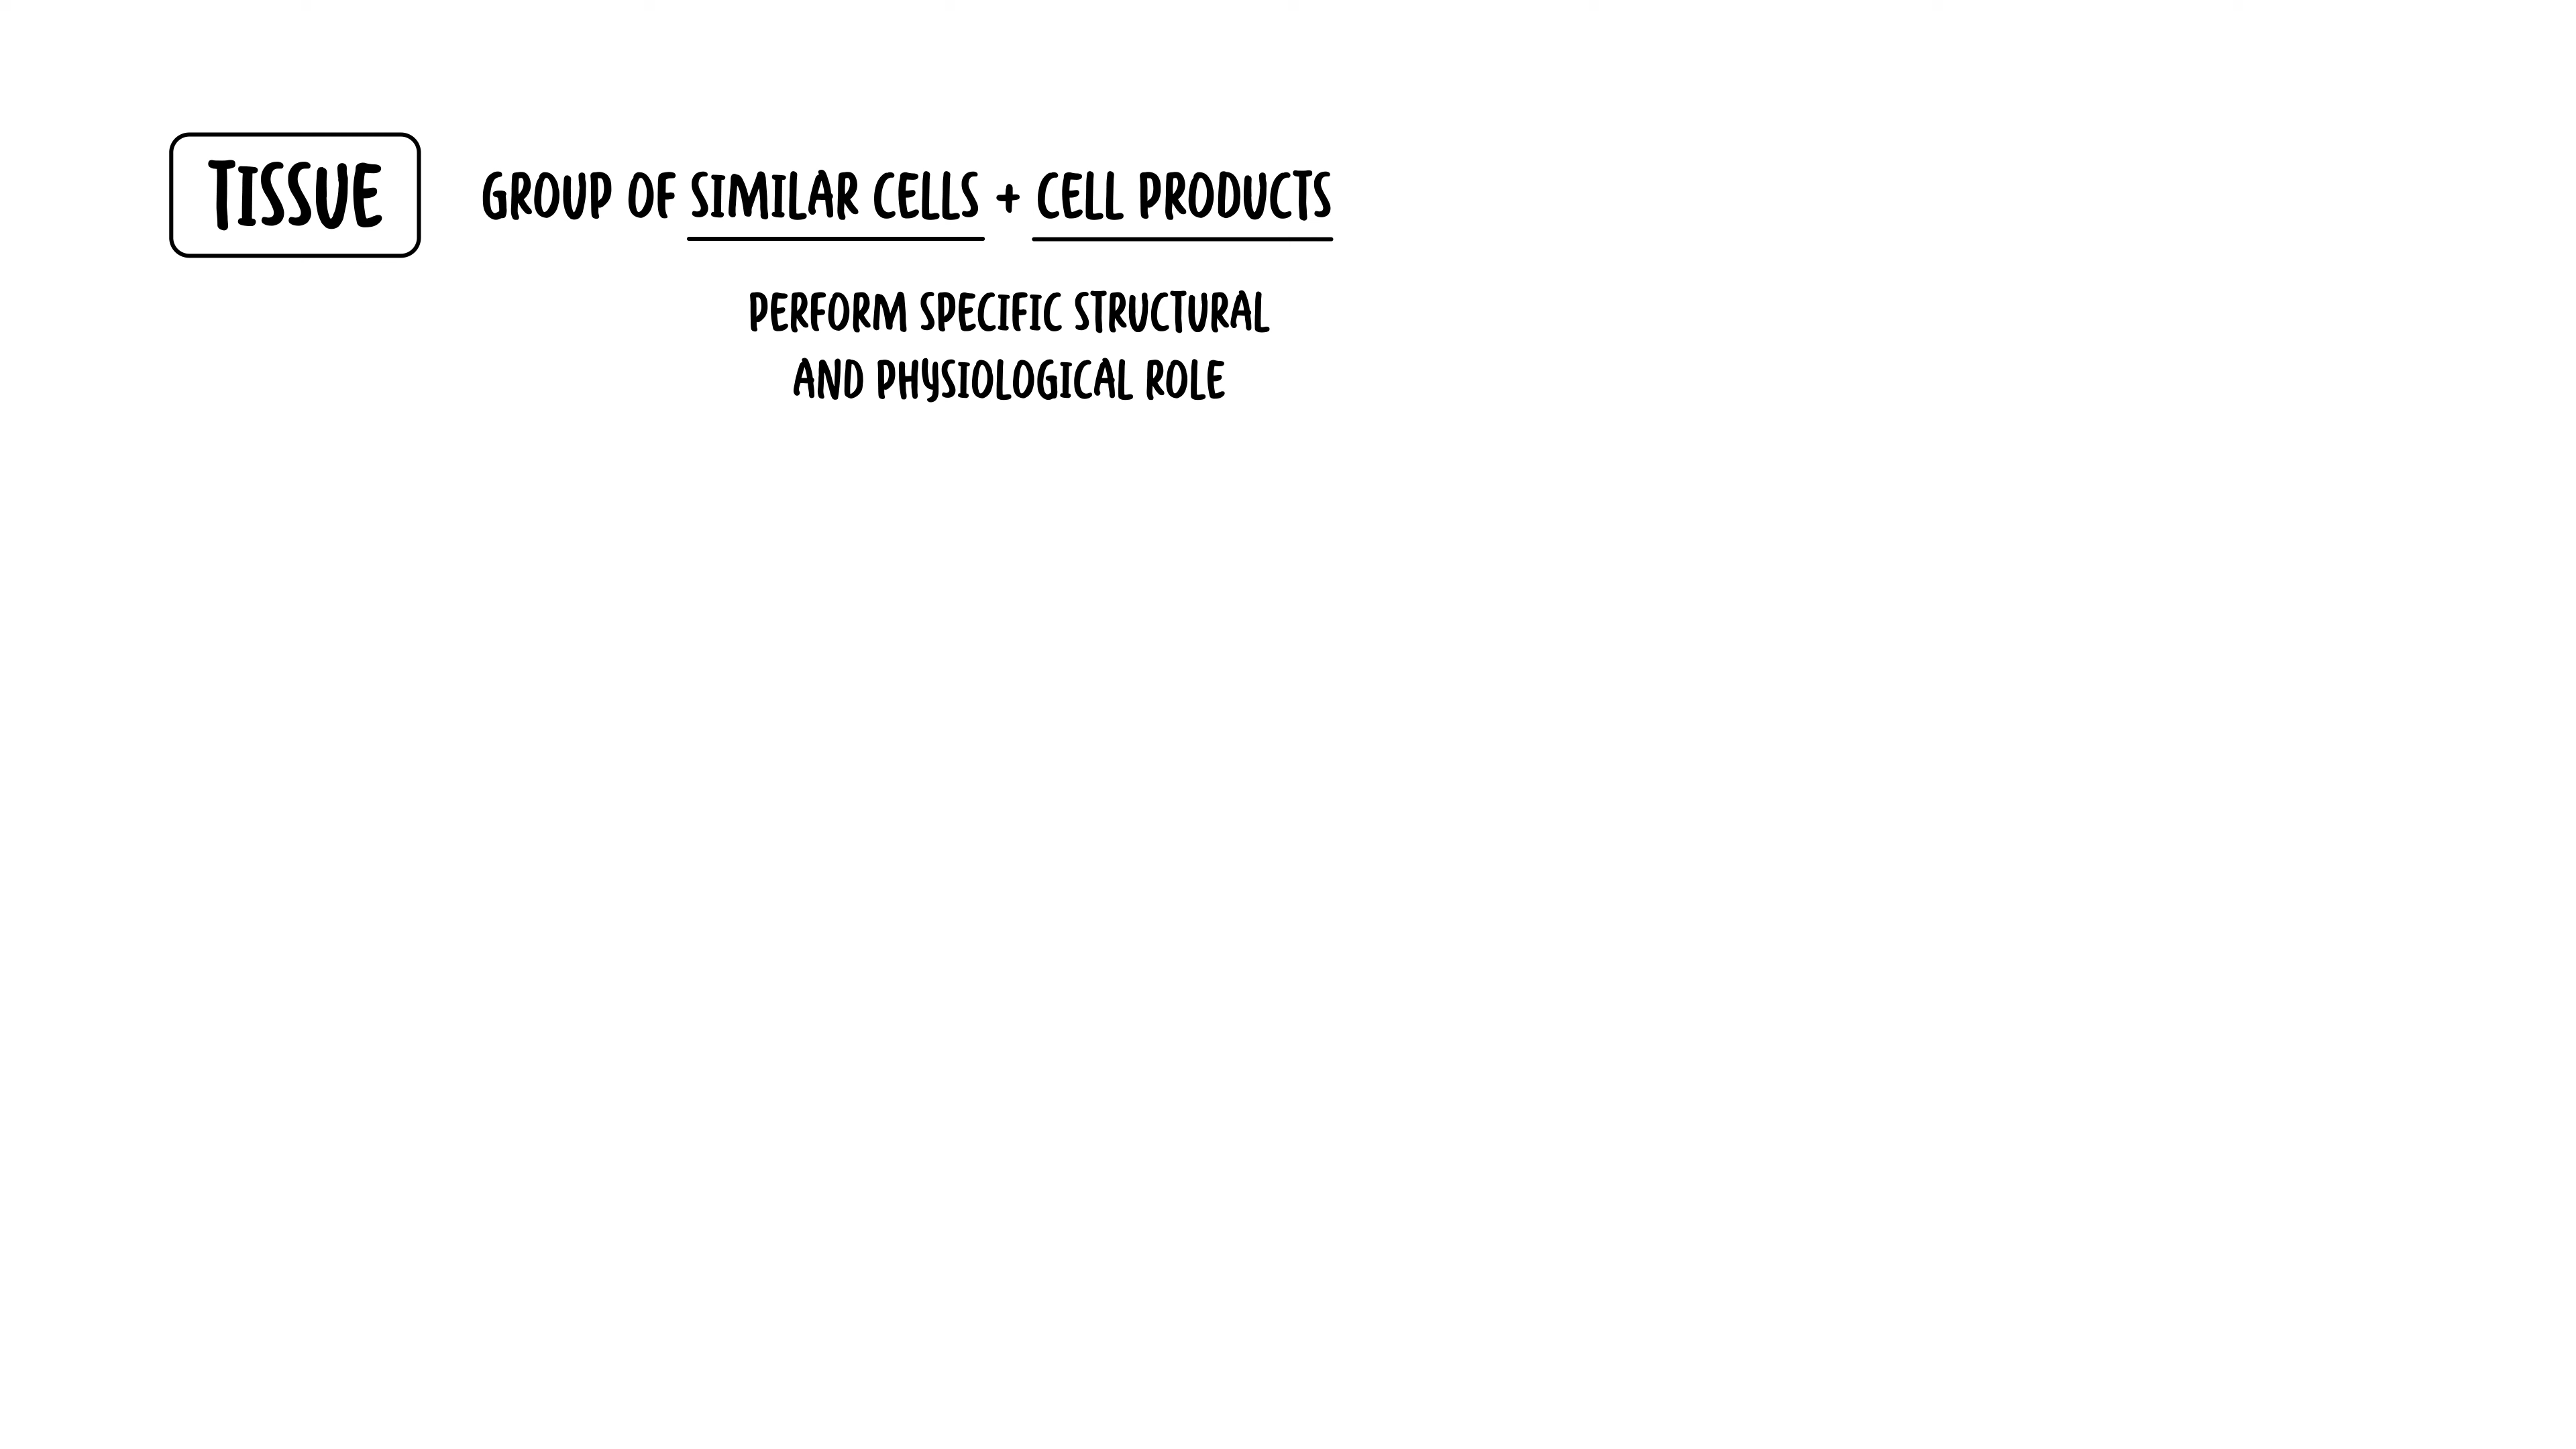 TISSUE
GROUP OF SIMILAR CELLS + CELL PRODUCTS
PERFORM SPECIFIC STRUCTURAL
AND PHYSIOLOGICAL ROLE